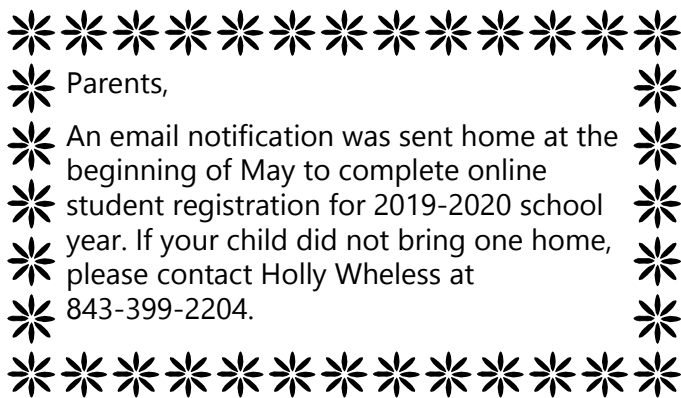 Parents,
An email notification was sent home at the
beginning of May to complete online
student registration for 2019-2020 school
year. If your child did not bring one home,
please contact Holly Wheless at
843-399-2204.